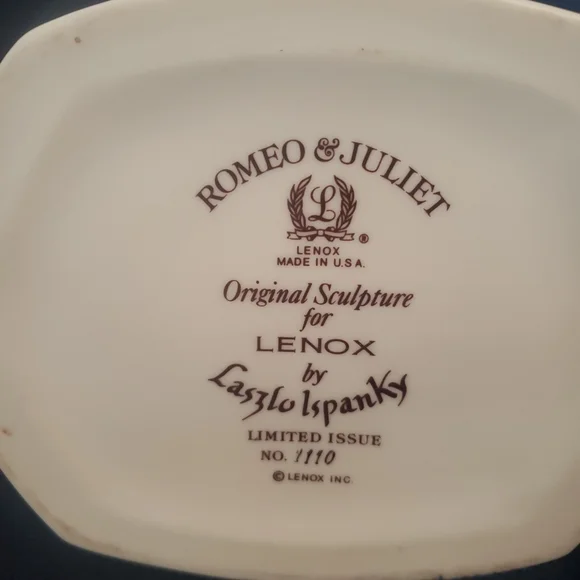 ROMEO & JULIET
L
®
LENOX
MADE IN U.S.A.
Original Sculpture
for
LENOX
by
Laszlo Ispanky
LIMITED ISSUE
NO. 1110
© LENOX INC.